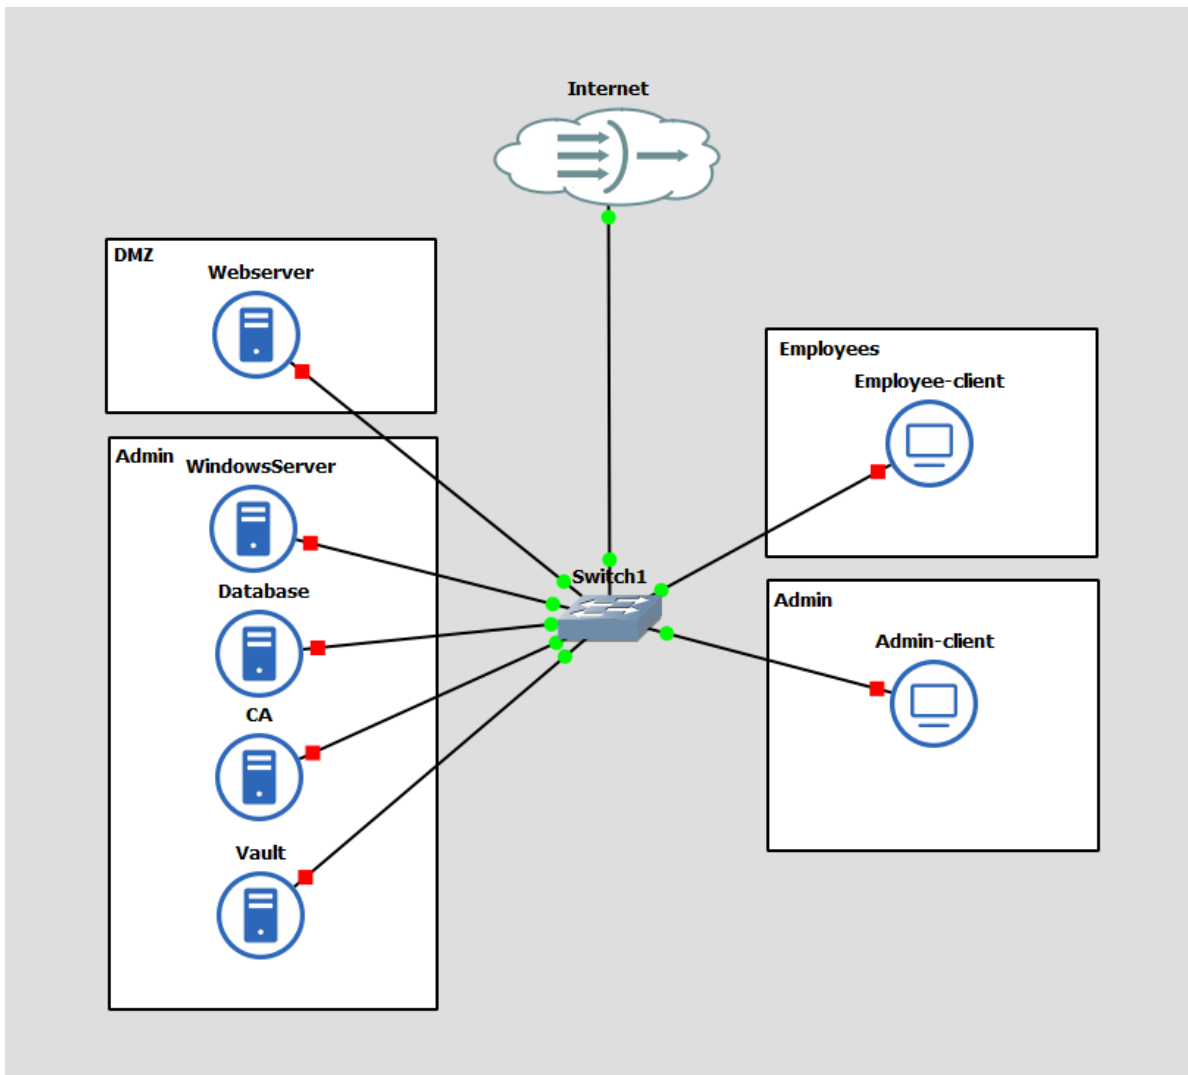 Internet
DMZ
Webserver
Admin
WindowsServer
Database
CA
Vault
Switch1
Employees
Employee-client
Admin
Admin-client